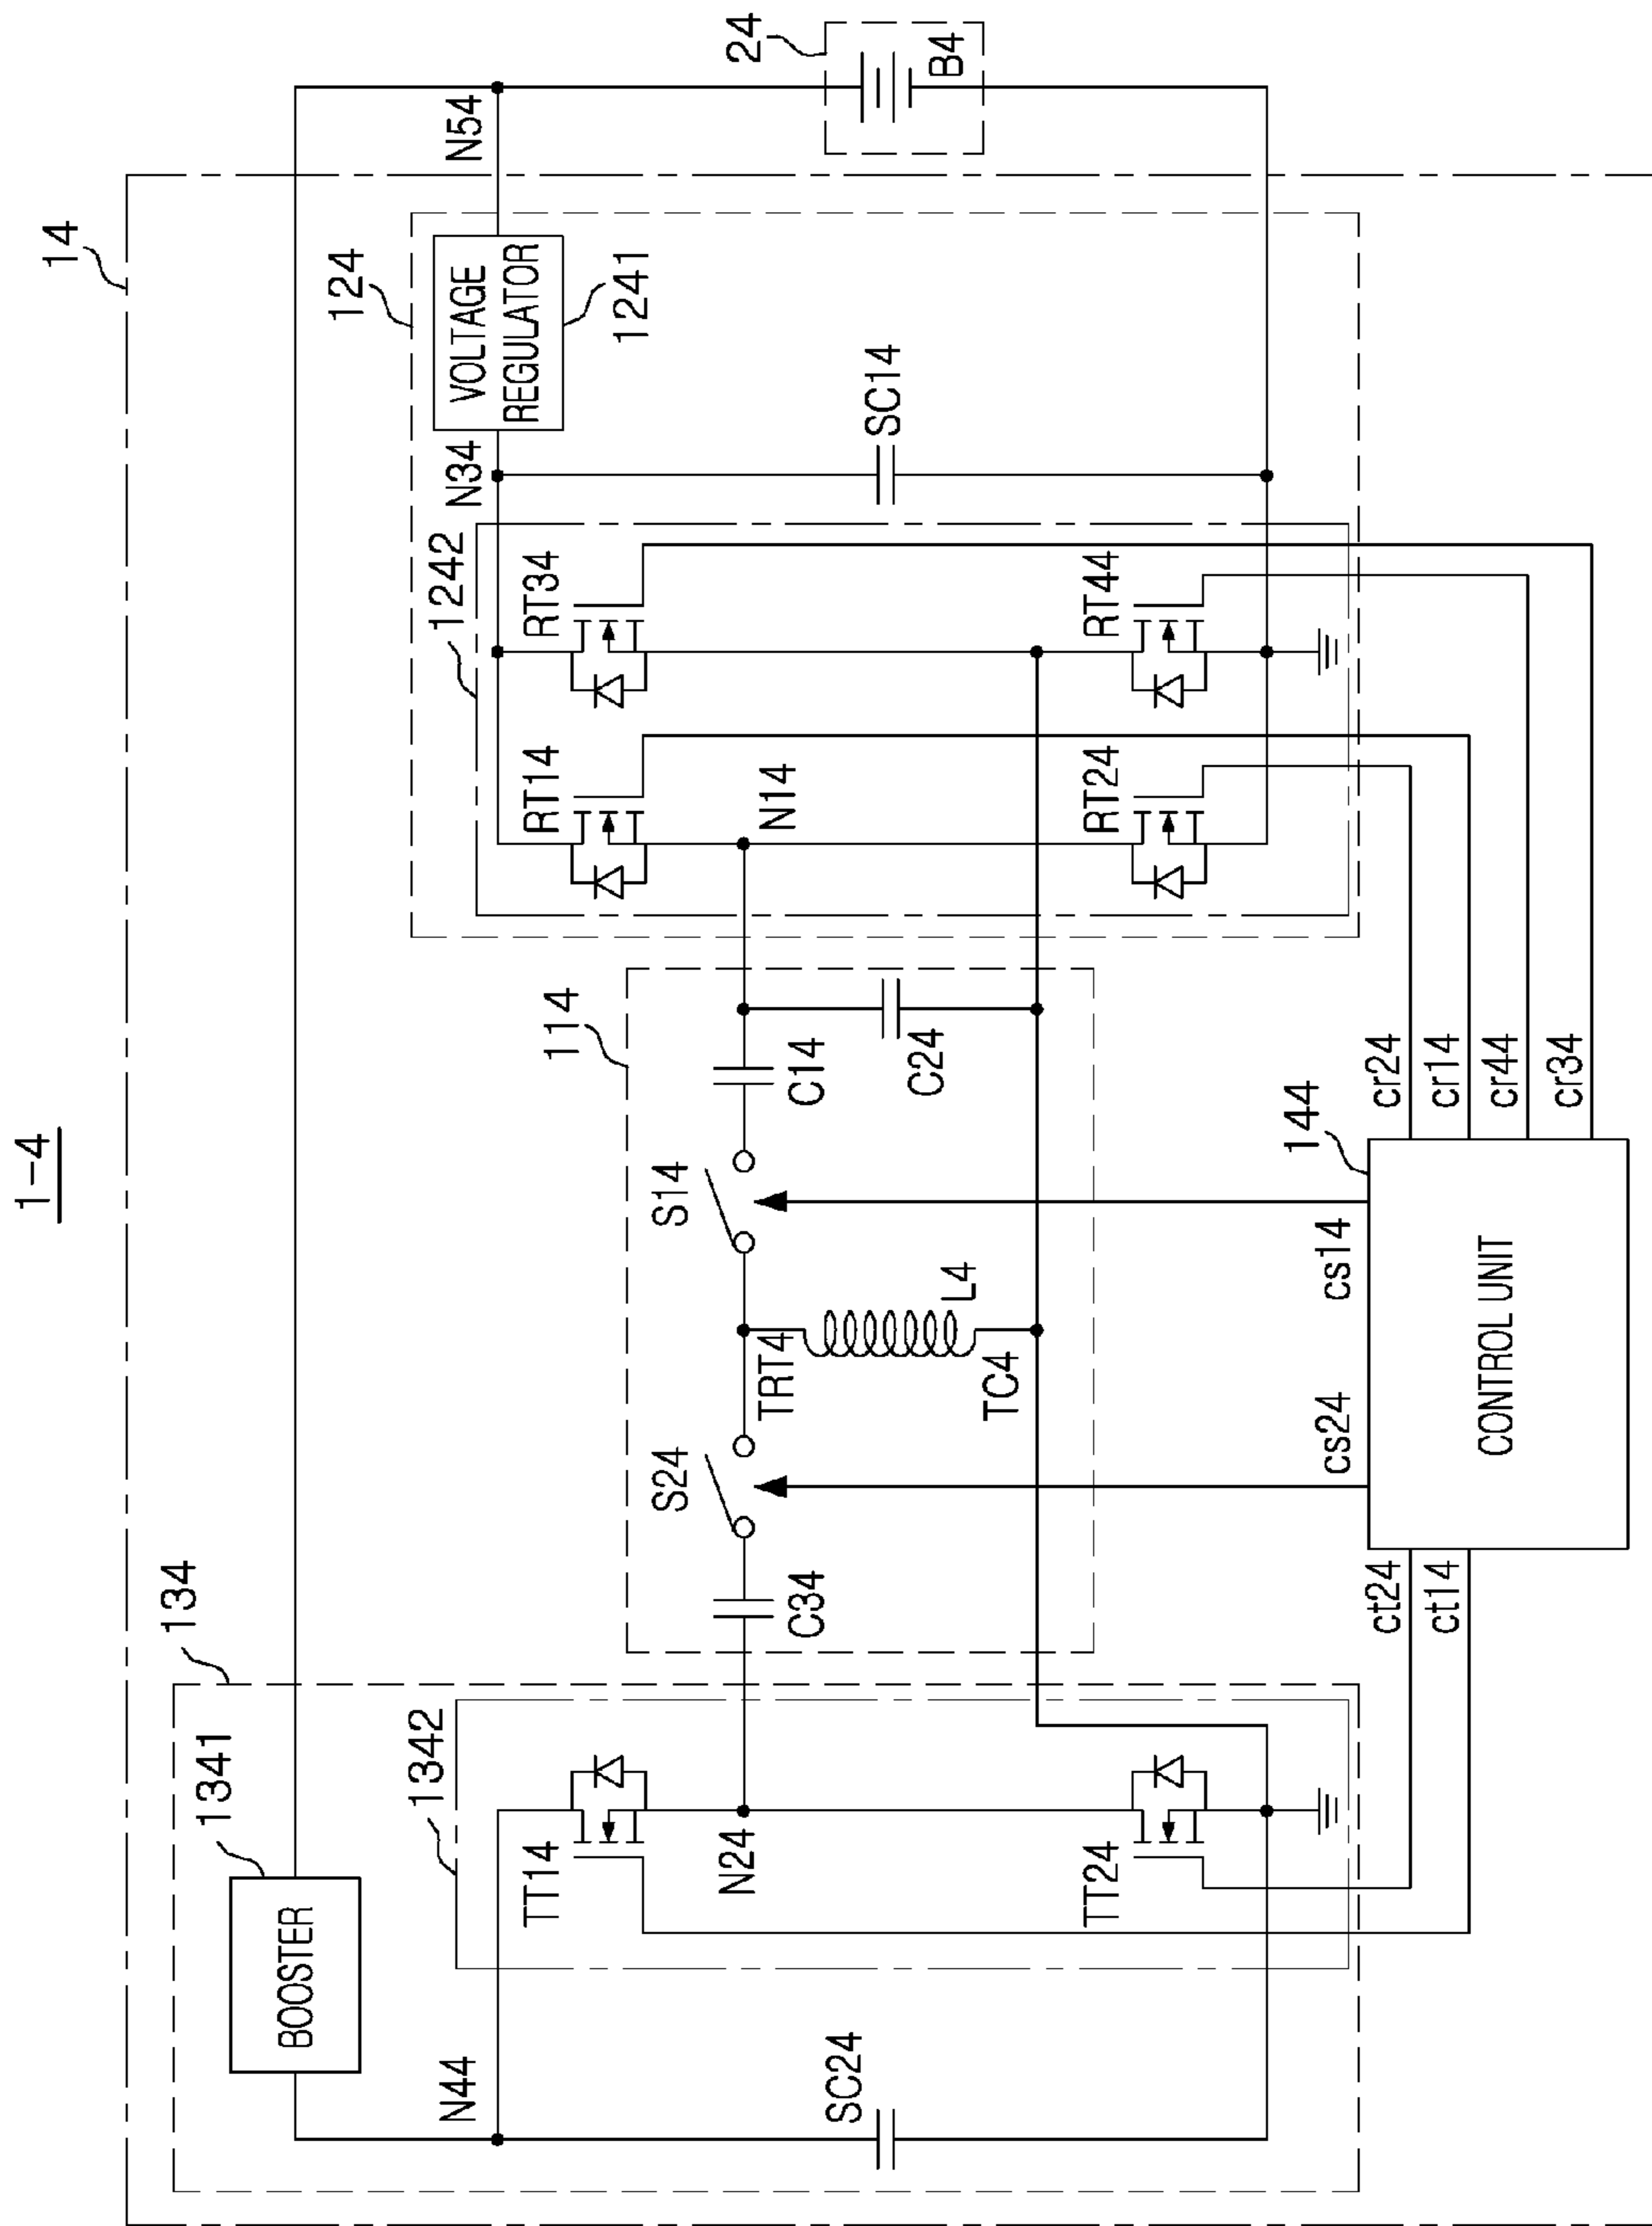 1-4
14
134
1341
BOOSTER
N44
SC24
1342
TT14
N24
TT24
114
C34
S24
TRT4
L4
TC4
S14
C14
C24
124
1242
RT14
N14
RT24
RT34
RT44
N34
SC14
VOLTAGE
REGULATOR
1241
N54
24
B4
144
CONTROL UNIT
ct24
ct14
cs24
cs14
cr24
cr14
cr44
cr34